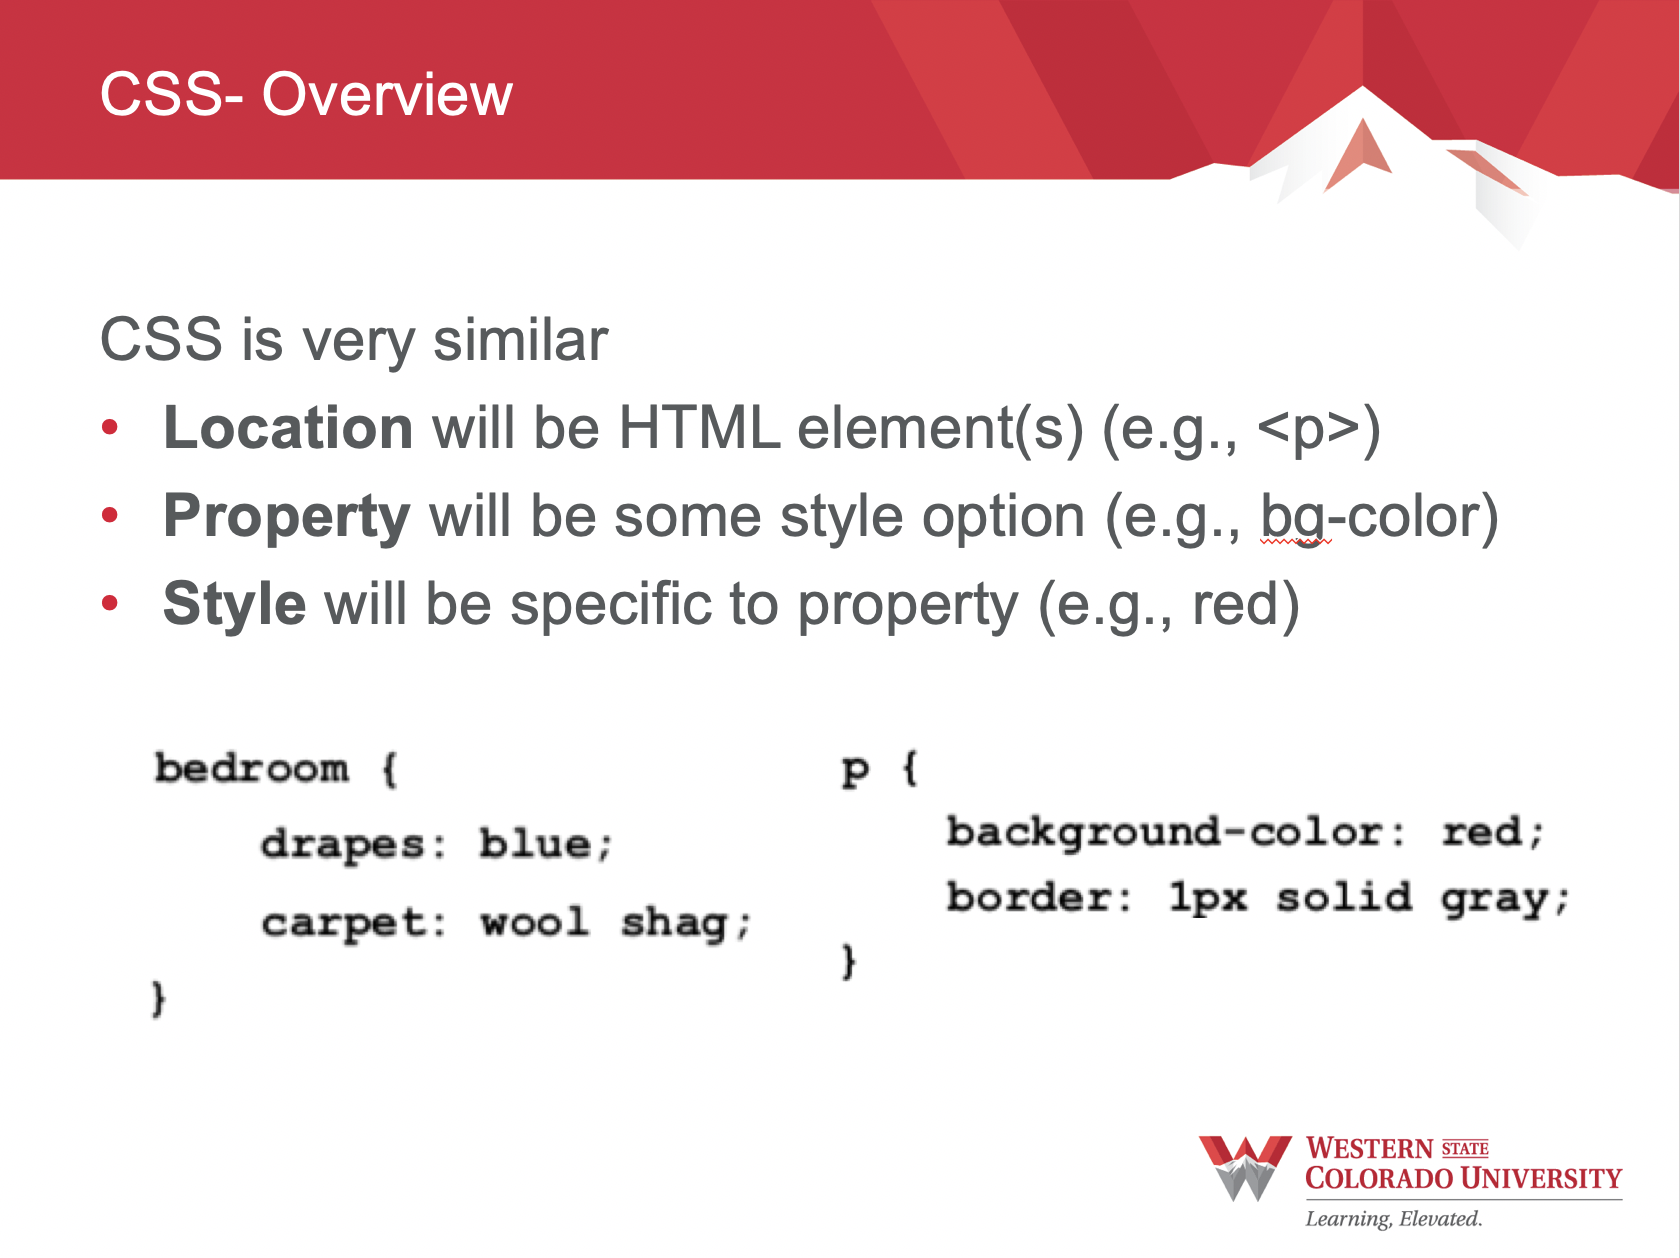 CSS- Overview
CSS is very similar
• Location will be HTML element(s) (e.g., <p>)
• Property will be some style option (e.g., bg-color)
• Style will be specific to property (e.g., red)
bedroom {
drapes: blue;
carpet: wool shag;
}
p {
background-color: red;
border: 1px solid gray;
}
WESTERN STATE
COLORADO UNIVERSITY
Learning, Elevated.